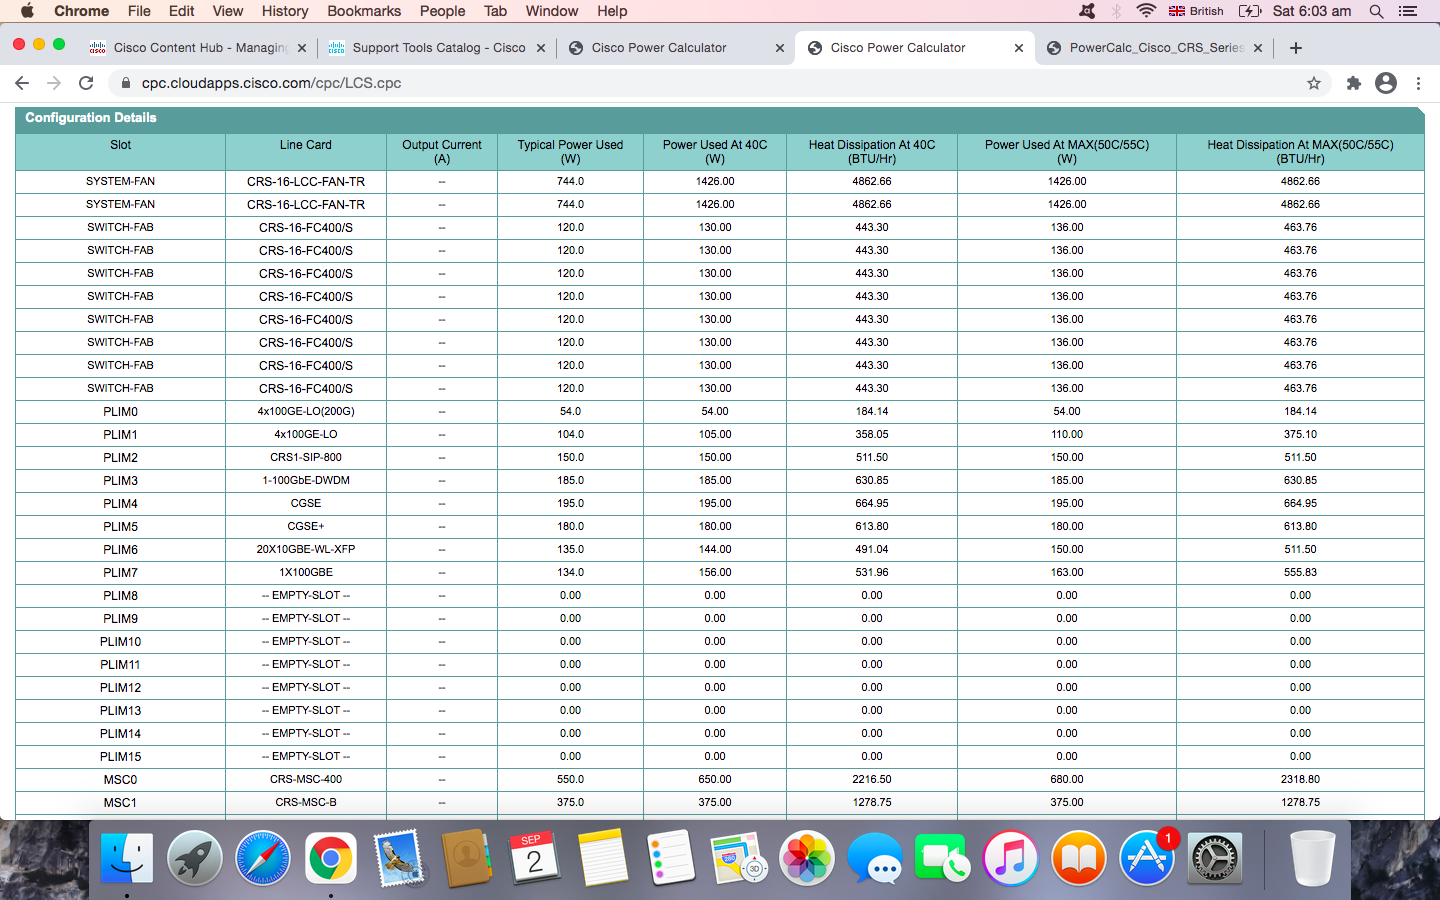 Chrome File Edit View History Bookmarks People Tab Window Help British Sat 6:03 am
Cisco Content Hub - Managing Support Tools Catalog - Cisco Cisco Power Calculator Cisco Power Calculator PowerCalc_Cisco_CRS_Series
cpc.cloudapps.cisco.com/cpc/LCS.cpc
Configuration Details
Slot Line Card Output Current (A) Typical Power Used (W) Power Used At 40C (W) Heat Dissipation At 40C (BTU/Hr) Power Used At MAX(50C/55C) (W) Heat Dissipation At MAX(50C/55C) (BTU/Hr)
SYSTEM-FAN CRS-16-LCC-FAN-TR -- 744.0 1426.00 4862.66 1426.00 4862.66
SYSTEM-FAN CRS-16-LCC-FAN-TR -- 744.0 1426.00 4862.66 1426.00 4862.66
SWITCH-FAB CRS-16-FC400/S -- 120.0 130.00 443.30 136.00 463.76
SWITCH-FAB CRS-16-FC400/S -- 120.0 130.00 443.30 136.00 463.76
SWITCH-FAB CRS-16-FC400/S -- 120.0 130.00 443.30 136.00 463.76
SWITCH-FAB CRS-16-FC400/S -- 120.0 130.00 443.30 136.00 463.76
SWITCH-FAB CRS-16-FC400/S -- 120.0 130.00 443.30 136.00 463.76
SWITCH-FAB CRS-16-FC400/S -- 120.0 130.00 443.30 136.00 463.76
SWITCH-FAB CRS-16-FC400/S -- 120.0 130.00 443.30 136.00 463.76
SWITCH-FAB CRS-16-FC400/S -- 120.0 130.00 443.30 136.00 463.76
PLIM0 4x100GE-LO(200G) -- 54.0 54.00 184.14 54.00 184.14
PLIM1 4x100GE-LO -- 104.0 105.00 358.05 110.00 375.10
PLIM2 CRS1-SIP-800 -- 150.0 150.00 511.50 150.00 511.50
PLIM3 1-100GbE-DWDM -- 185.0 185.00 630.85 185.00 630.85
PLIM4 CGSE -- 195.0 195.00 664.95 195.00 664.95
PLIM5 CGSE+ -- 180.0 180.00 613.80 180.00 613.80
PLIM6 20X10GBE-WL-XFP -- 135.0 144.00 491.04 150.00 511.50
PLIM7 1X100GBE -- 134.0 156.00 531.96 163.00 555.83
PLIM8 -- EMPTY-SLOT -- -- 0.00 0.00 0.00 0.00 0.00
PLIM9 -- EMPTY-SLOT -- -- 0.00 0.00 0.00 0.00 0.00
PLIM10 -- EMPTY-SLOT -- -- 0.00 0.00 0.00 0.00 0.00
PLIM11 -- EMPTY-SLOT -- -- 0.00 0.00 0.00 0.00 0.00
PLIM12 -- EMPTY-SLOT -- -- 0.00 0.00 0.00 0.00 0.00
PLIM13 -- EMPTY-SLOT -- -- 0.00 0.00 0.00 0.00 0.00
PLIM14 -- EMPTY-SLOT -- -- 0.00 0.00 0.00 0.00 0.00
PLIM15 -- EMPTY-SLOT -- -- 0.00 0.00 0.00 0.00 0.00
MSC0 CRS-MSC-400 -- 550.0 650.00 2216.50 680.00 2318.80
MSC1 CRS-MSC-B -- 375.0 375.00 1278.75 375.00 1278.75
SEP
2
280
3D
1